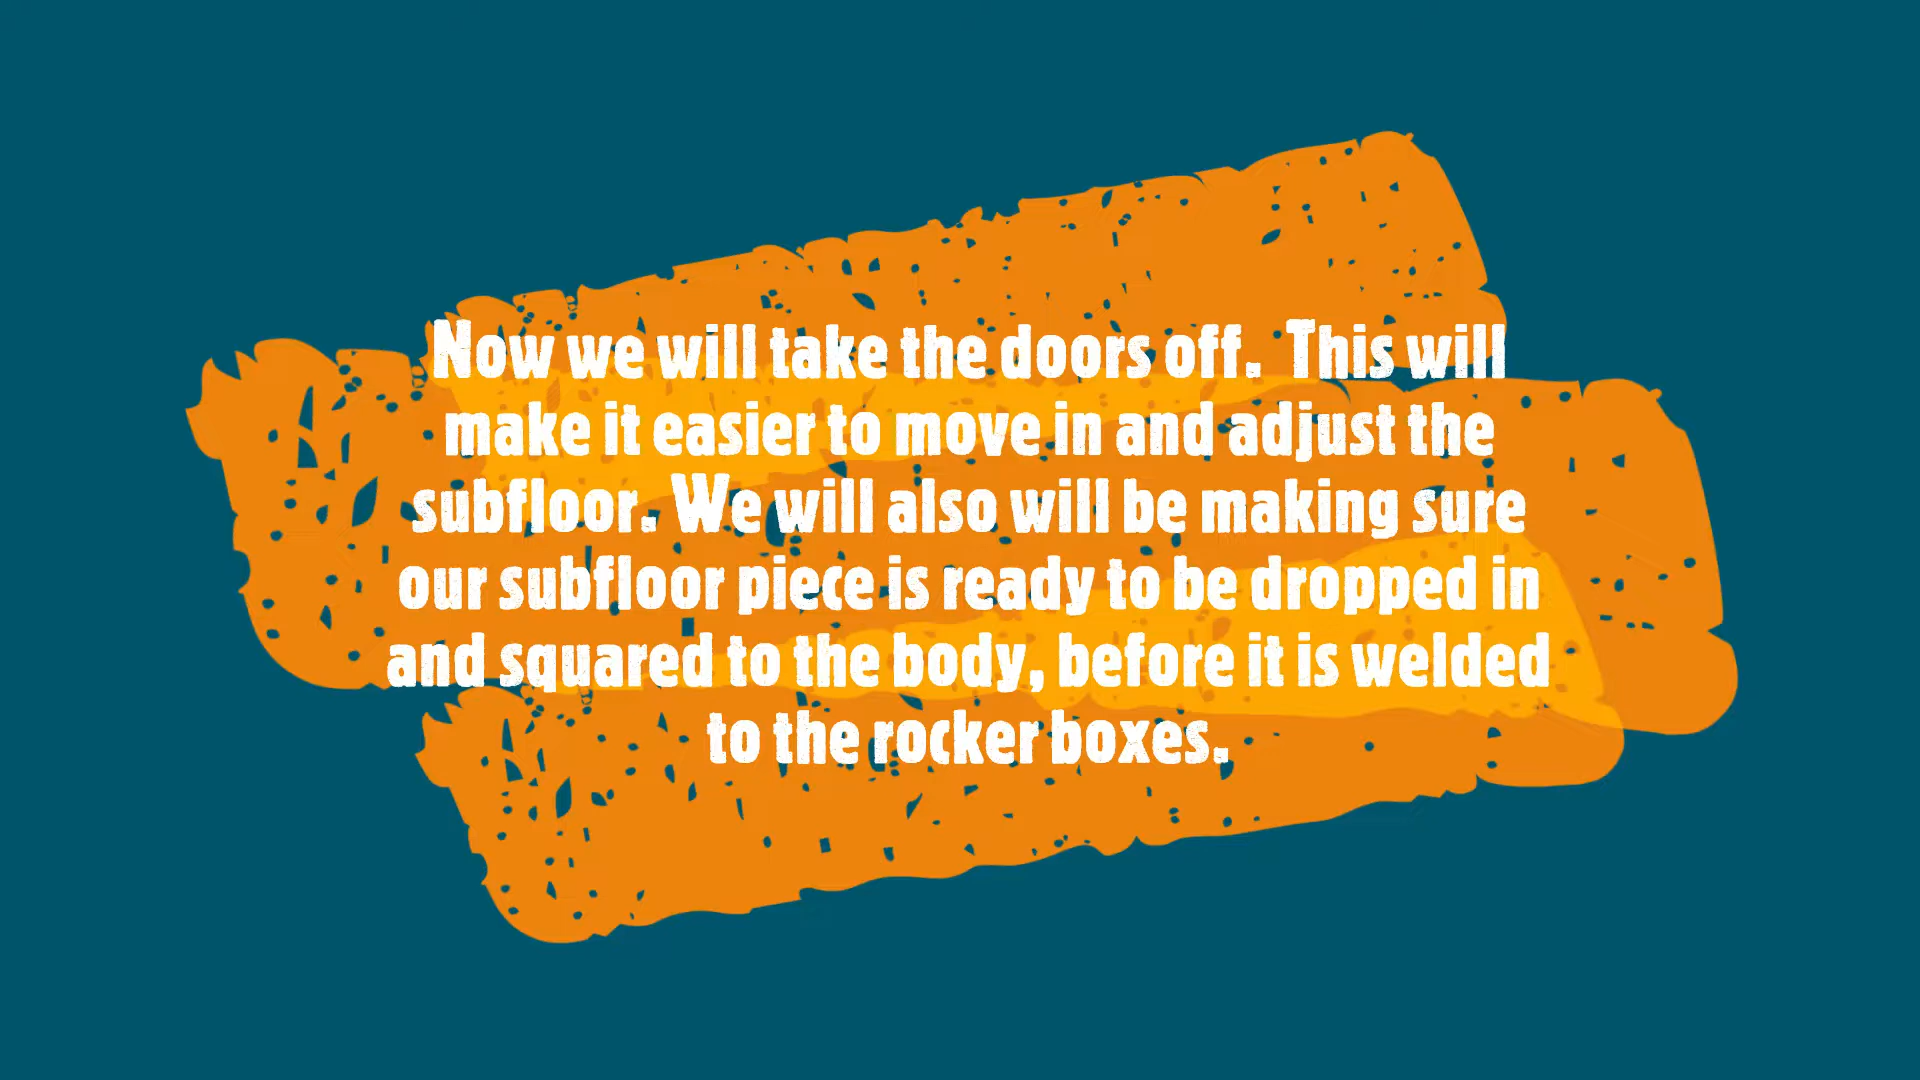 Now we will take the doors off.  This will
make it easier to move in and adjust the
subfloor. We will also will be making sure
our subfloor piece is ready to be dropped in
and squared to the body, before it is welded
to the rocker boxes.